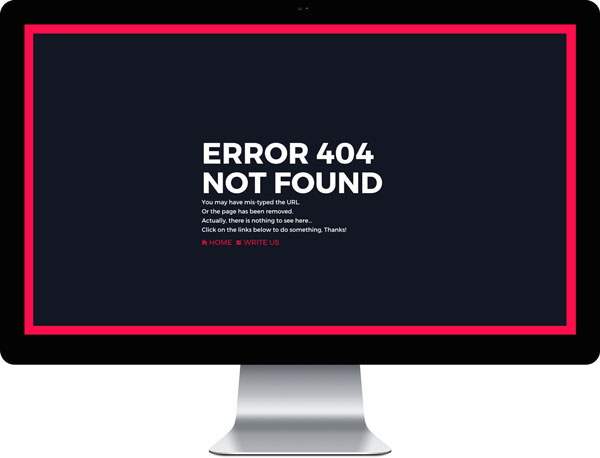 ERROR 404
NOT FOUND
You may have mis-typed the URL.
Or the page has been removed.
Actually, there is nothing to see here...
Click on the links below to do something, Thanks!
HOME WRITE US